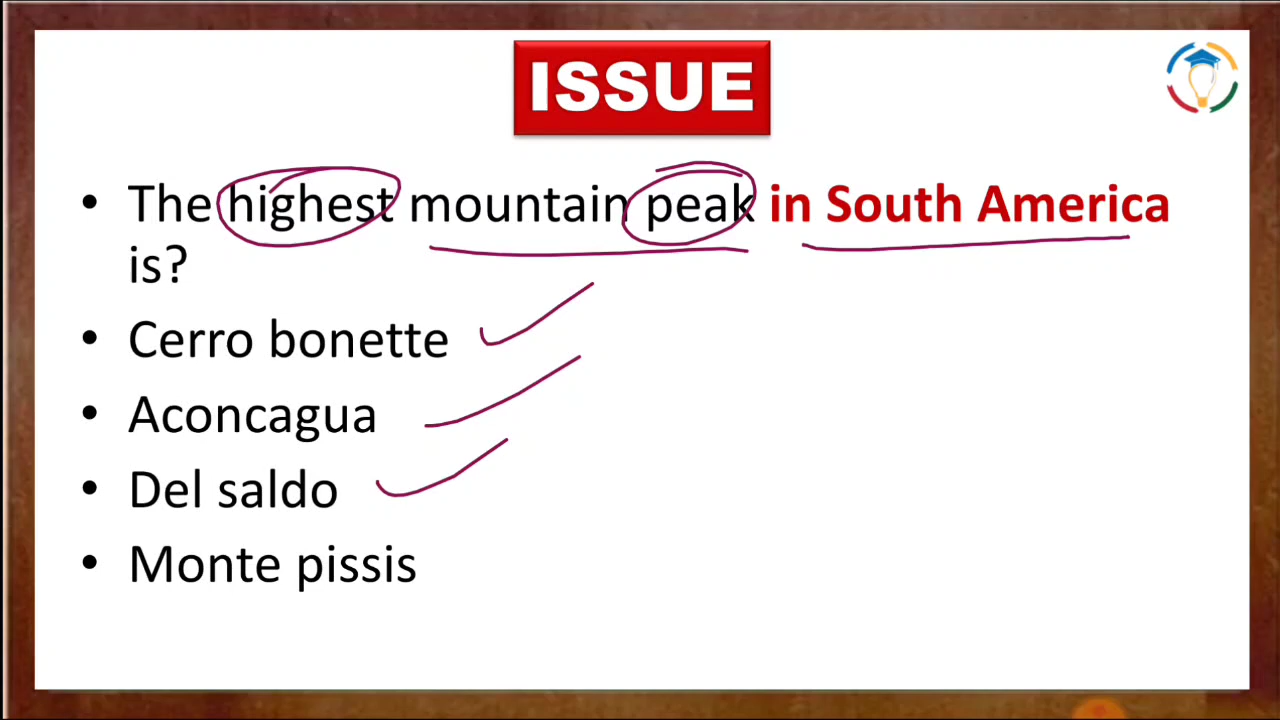 ISSUE
• The highest mountain peak in South America
is?
• Cerro bonette
• Aconcagua
• Del saldo
• Monte pissis